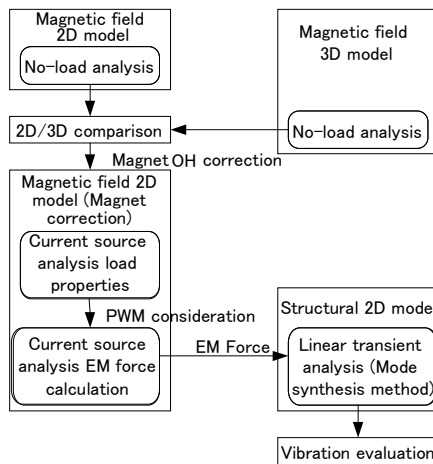 Magnetic field
2D model
No-load analysis
Magnetic field
3D model
No-load analysis
2D/3D comparison
Magnet OH correction
Magnetic field 2D
model (Magnet
correction)
Current source
analysis load
properties
PWM consideration
Current source
analysis EM force
calculation
EM Force
Structural 2D model
Linear transient
analysis (Mode
synthesis method)
Vibration evaluation